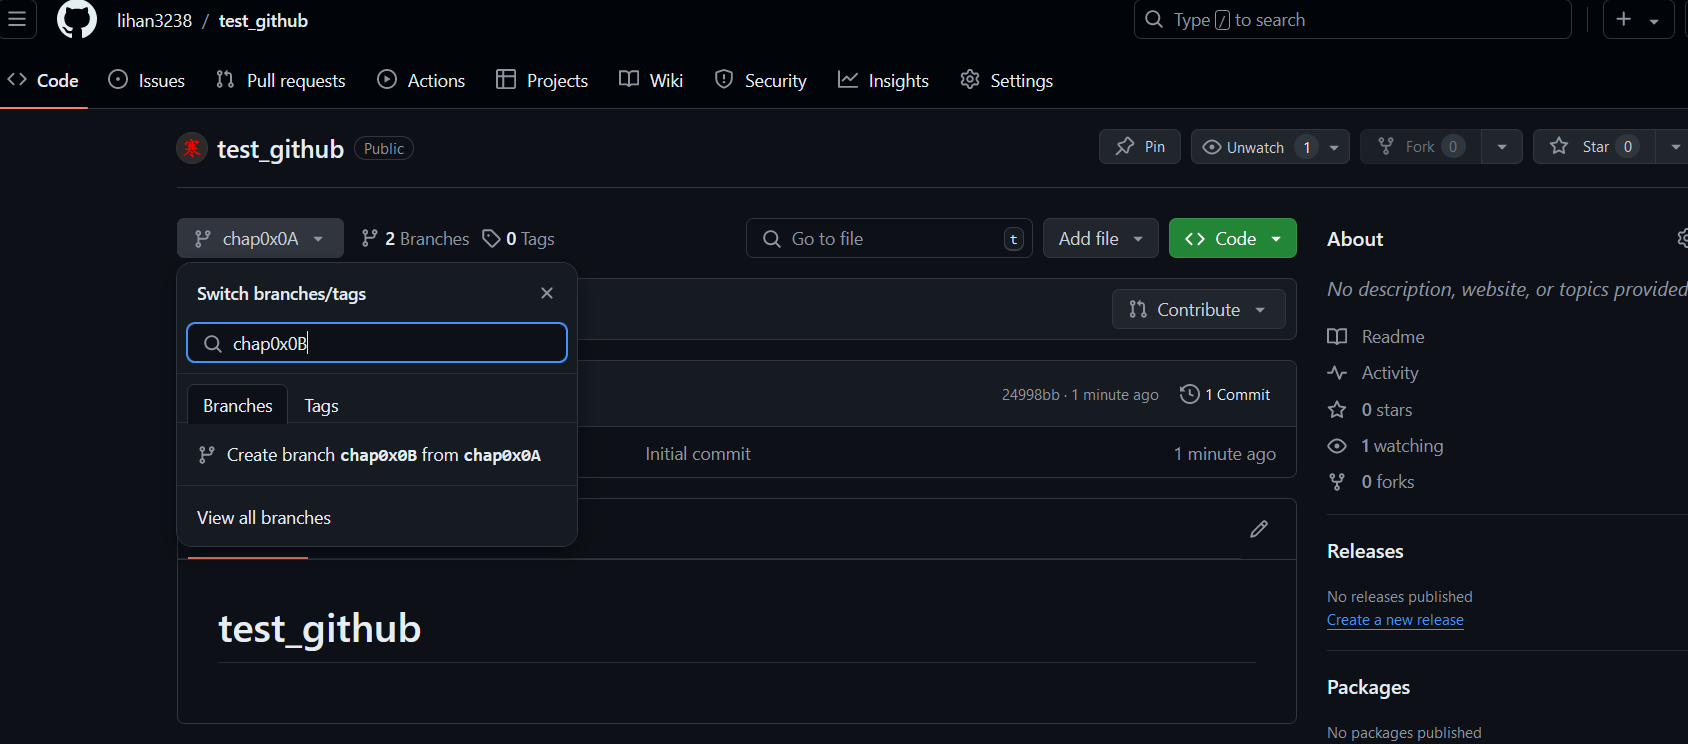 lihan3238 / test_github
Type / to search
Code Issues Pull requests Actions Projects Wiki Security Insights Settings
寒 test_github Public
Pin Unwatch 1 Fork 0 Star 0
chap0x0A 2 Branches 0 Tags
Go to file t Add file Code
Switch branches/tags
chap0x0B
Branches Tags
Create branch chap0x0B from chap0x0A
View all branches
Contribute
24998bb · 1 minute ago 1 Commit
Initial commit 1 minute ago
test_github
About
No description, website, or topics provided
Readme
Activity
0 stars
1 watching
0 forks
Releases
No releases published
Create a new release
Packages
No packages published